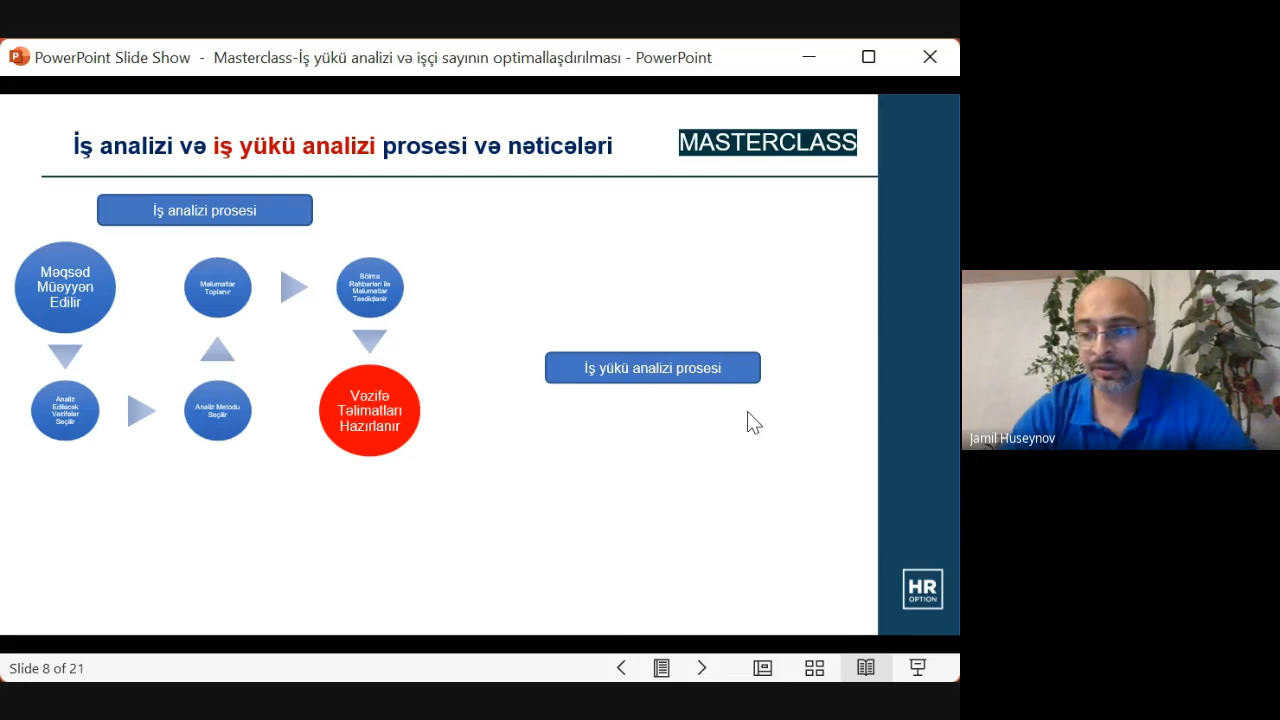 PowerPoint Slide Show - Masterclass-İş yükü analizi və işçi sayının optimallaşdırılması - PowerPoint
İş analizi və iş yükü analizi prosesi və nəticələri
MASTERCLASS
İş analizi prosesi
Məqsəd
Müəyyən
Edilir
Məlumatlar
Toplanır
Bölmə
Rəhbərləri ilə
Məlumatlar
Təsdiqlənir
Analiz
Ediləcək
Vəzifələr
Seçilir
Analiz Metodu
Seçilir
Vəzifə
Təlimatları
Hazırlanır
İş yükü analizi prosesi
Jamil Huseynov
HR
OPTION
Slide 8 of 21